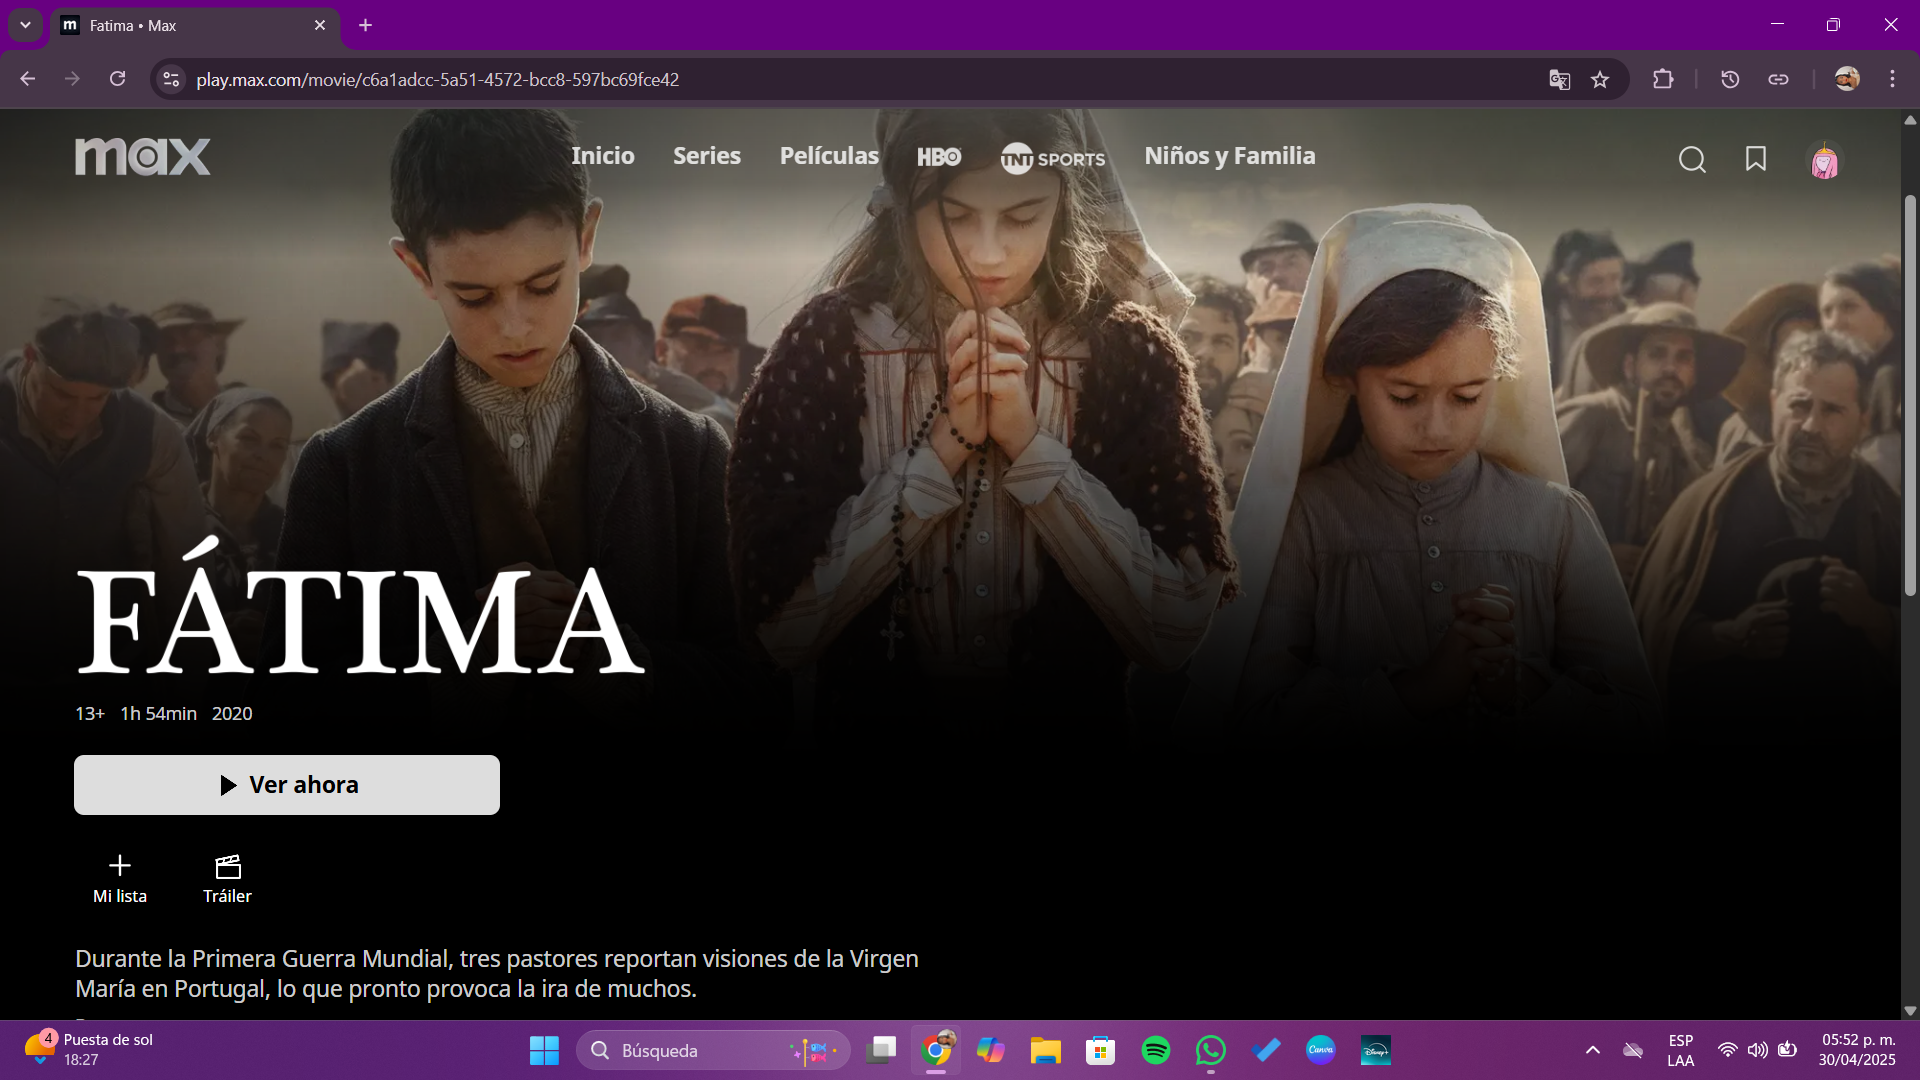 Fatima • Max
play.max.com/movie/c6a1adcc-5a51-4572-bcc8-597bc69fce42
max
Inicio
Series
Películas
HBO
TNT SPORTS
Niños y Familia
FÁTIMA
13+ 1h 54min 2020
Ver ahora
Mi lista
Tráiler
Durante la Primera Guerra Mundial, tres pastores reportan visiones de la Virgen
María en Portugal, lo que pronto provoca la ira de muchos.
4
Puesta de sol
18:27
Búsqueda
Canva
Disney+
ESP
LAA
05:52 p. m.
30/04/2025